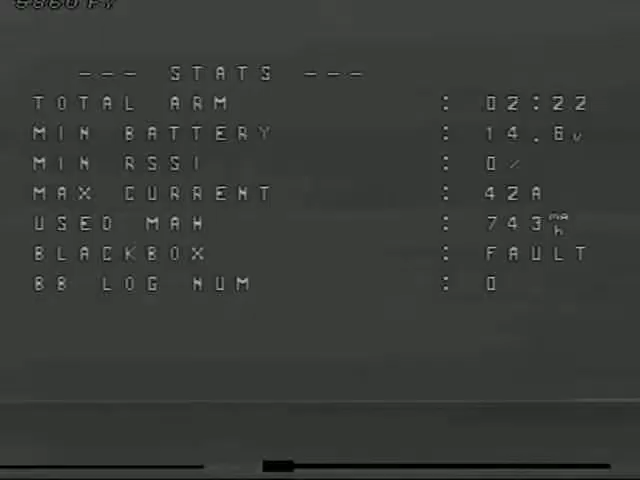 --- STATS ---
TOTAL ARM : 02:22
MIN BATTERY : 14.6v
MIN RSSI : 0%
MAX CURRENT : 42A
USED MAH : 743mAh
BLACKBOX : FAULT
BB LOG NUM : 0